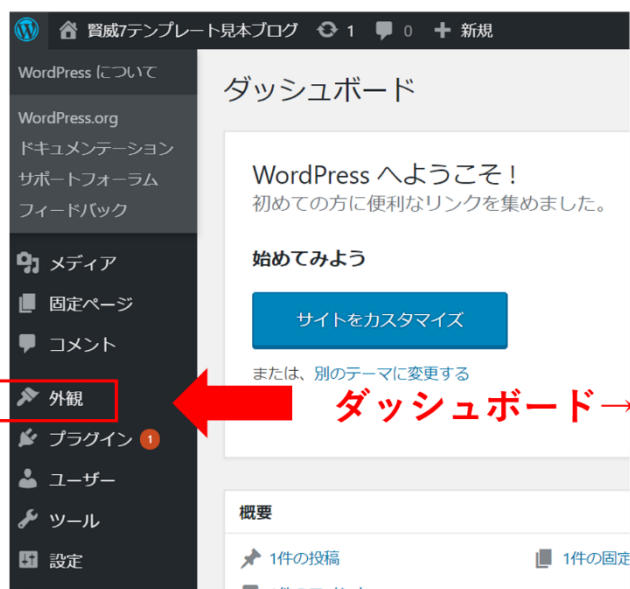 賢威7テンプレート見本ブログ 1 0 新規
WordPress について
WordPress.org
ドキュメンテーション
サポートフォーラム
フィードバック
メディア
固定ページ
コメント
外観
プラグイン 1
ユーザー
ツール
設定
ダッシュボード
WordPress へようこそ !
初めての方に便利なリンクを集めました。
始めてみよう
サイトをカスタマイズ
または、別のテーマに変更する
ダッシュボード→
概要
1件の投稿
1件の固定